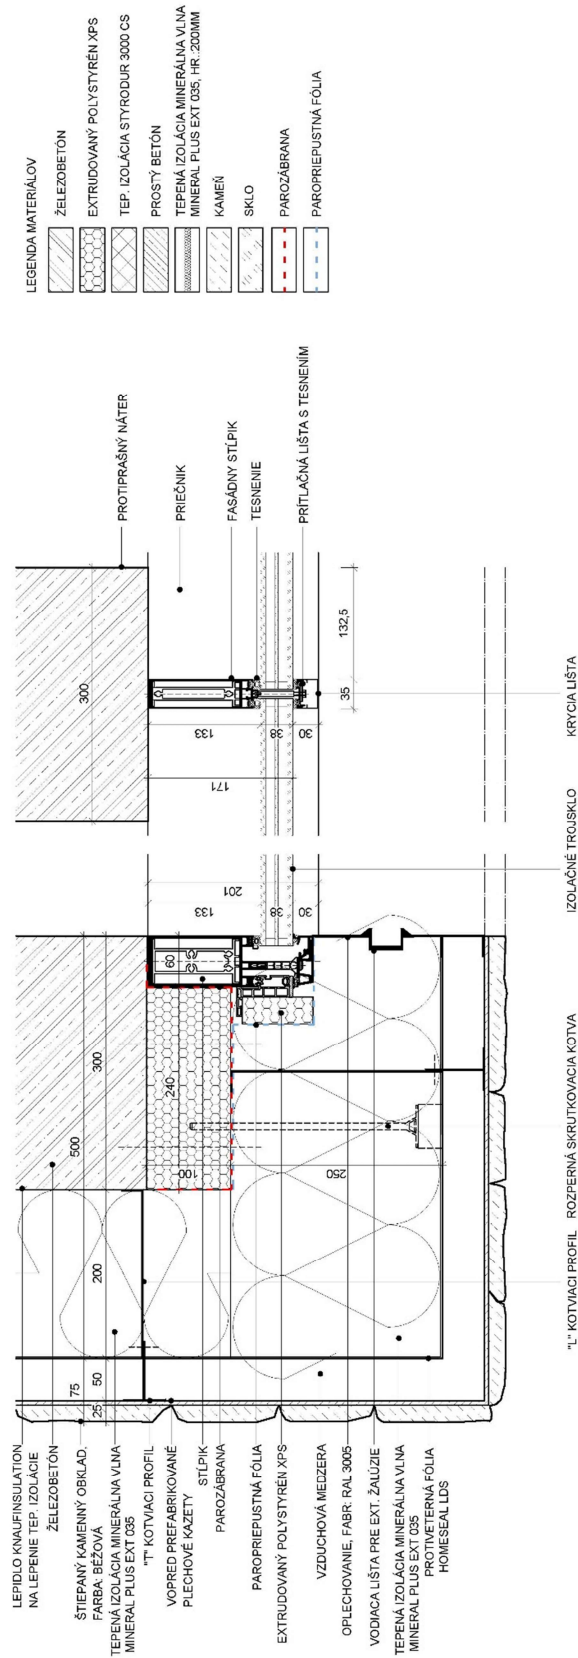 LEPIDLO KNAUFINSULATION
NA LEPENIE TEP. IZOLÁCIE
ŽELEZOBETÓN
ŠTIEPANÝ KAMENNÝ OBKLAD,
FARBA: BÉŽOVÁ
TEPENÁ IZOLÁCIA MINERÁLNA VLNA
MINERAL PLUS EXT 035
"T" KOTVIACI PROFIL
VOPRED PREFABRIKOVANÉ
PLECHOVÉ KAZETY
STĹPIK
PAROZÁBRANA
PAROPRIEPUSTNÁ FÓLIA
EXTRUDOVANÝ POLYSTYRÉN XPS
VZDUCHOVÁ MEDZERA
OPLECHOVANIE, FABR: RAL 3005
VODIACA LIŠTA PRE EXT. ŽALÚZIE
TEPENÁ IZOLÁCIA MINERÁLNA VLNA
MINERAL PLUS EXT 035
PROTIVETERNÁ FÓLIA
HOMESEAL LDS
25
75
50
200
500
300
240
60
100
250
133
201
38
30
300
171
133
38
30
35
132,5
PROTIPRAŠNÝ NÁTER
PRIEČNIK
FASÁDNY STĹPIK
TESNENIE
PRÍTLAČNÁ LIŠTA S TESNENÍM
"L" KOTVIACI PROFIL
ROZPERNÁ SKRUTKOVACIA KOTVA
IZOLAČNÉ TROJSKLO
KRYCIA LIŠTA
LEGENDA MATERIÁLOV
ŽELEZOBETÓN
EXTRUDOVANÝ POLYSTYRÉN XPS
TEP. IZOLÁCIA STYRODUR 3000 CS
PROSTÝ BETÓN
TEPENÁ IZOLÁCIA MINERÁLNA VLNA
MINERAL PLUS EXT 035, HR.:200MM
KAMEŇ
SKLO
PAROZÁBRANA
PAROPRIEPUSTNÁ FÓLIA